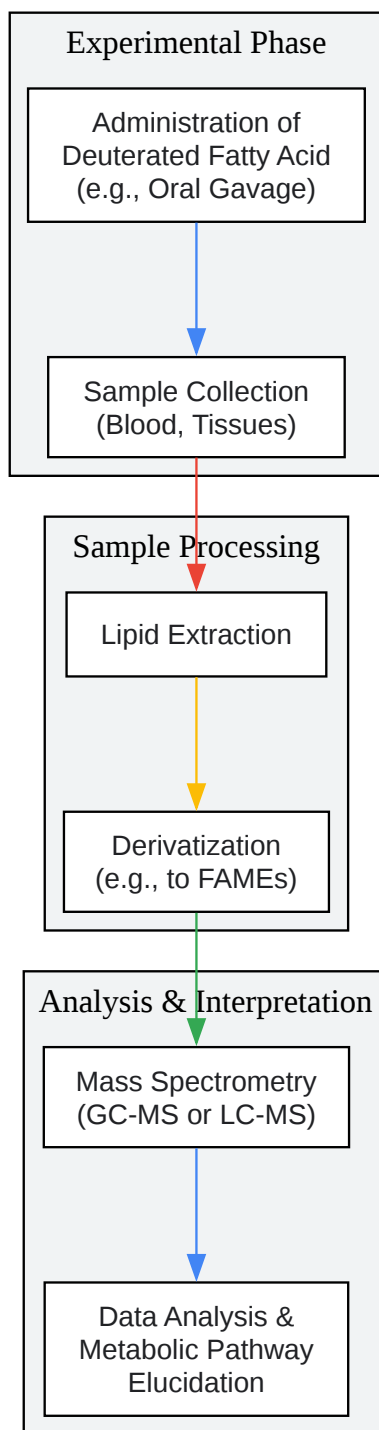 Experimental Phase
Administration of
Deuterated Fatty Acid
(e.g., Oral Gavage)
Sample Collection
(Blood, Tissues)
Sample Processing
Lipid Extraction
Derivatization
(e.g., to FAMEs)
Analysis & Interpretation
Mass Spectrometry
(GC-MS or LC-MS)
Data Analysis &
Metabolic Pathway
Elucidation